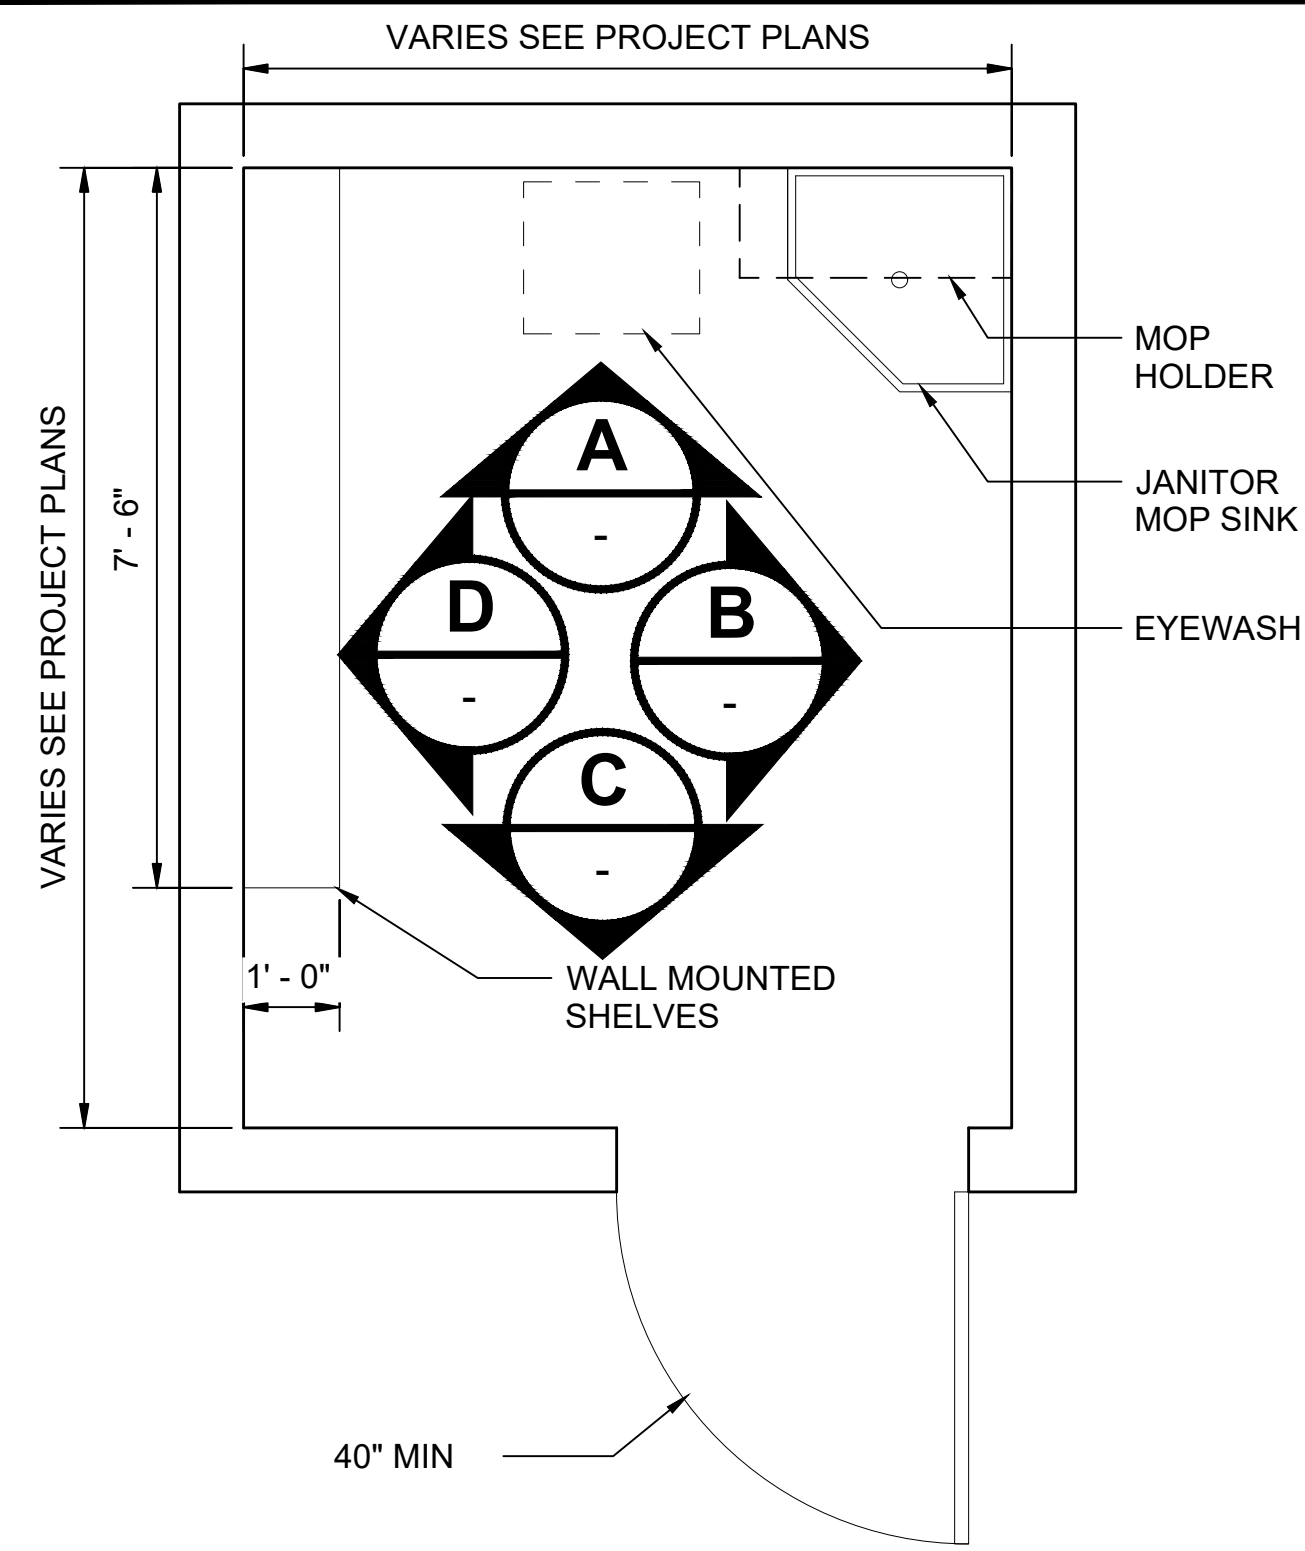 VARIES SEE PROJECT PLANS
VARIES SEE PROJECT PLANS
7' - 6"
MOP
HOLDER
JANITOR
MOP SINK
EYEWASH
A
-
D
-
B
-
C
-
1' - 0"
WALL MOUNTED
SHELVES
40" MIN